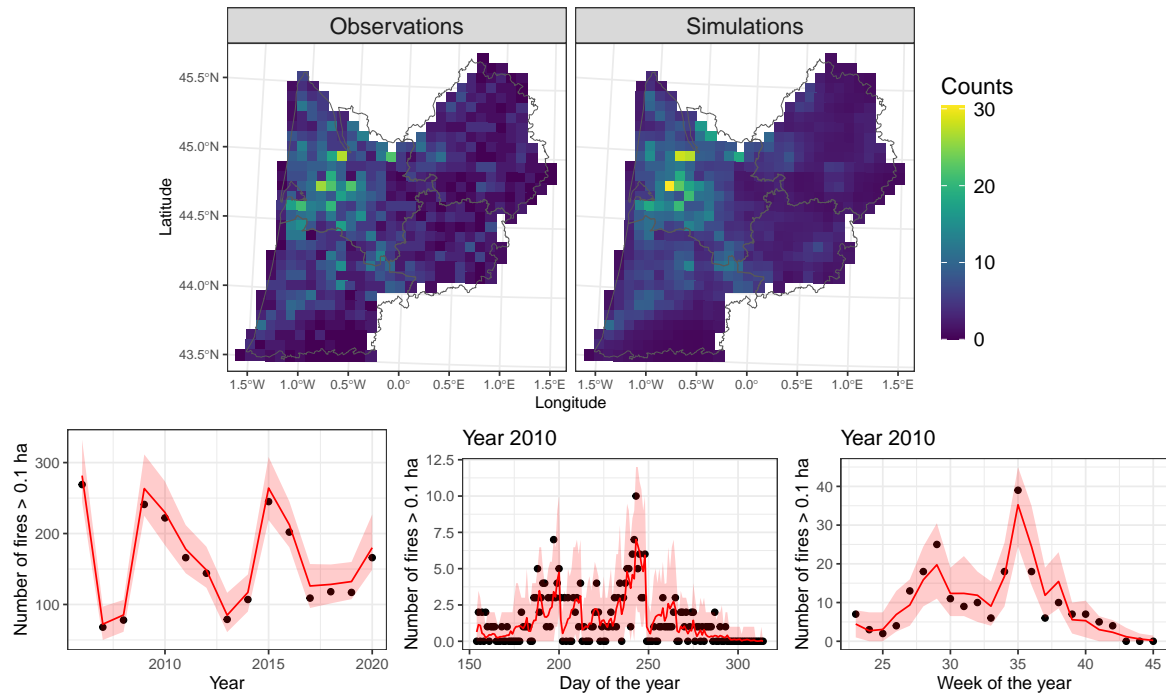 Observations
Simulations
45.5°N
45.0°N
44.5°N
44.0°N
43.5°N
Latitude
1.5°W 1.0°W 0.5°W 0.0° 0.5°E 1.0°E 1.5°E
1.5°W 1.0°W 0.5°W 0.0° 0.5°E 1.0°E 1.5°E
Longitude
Counts
30
20
10
0
Number of fires > 0.1 ha
300
200
100
2010 2015 2020
Year
Year 2010
Number of fires > 0.1 ha
12.5
10.0
7.5
5.0
2.5
0.0
150 200 250 300
Day of the year
Year 2010
Number of fires > 0.1 ha
40
30
20
10
0
25 30 35 40 45
Week of the year